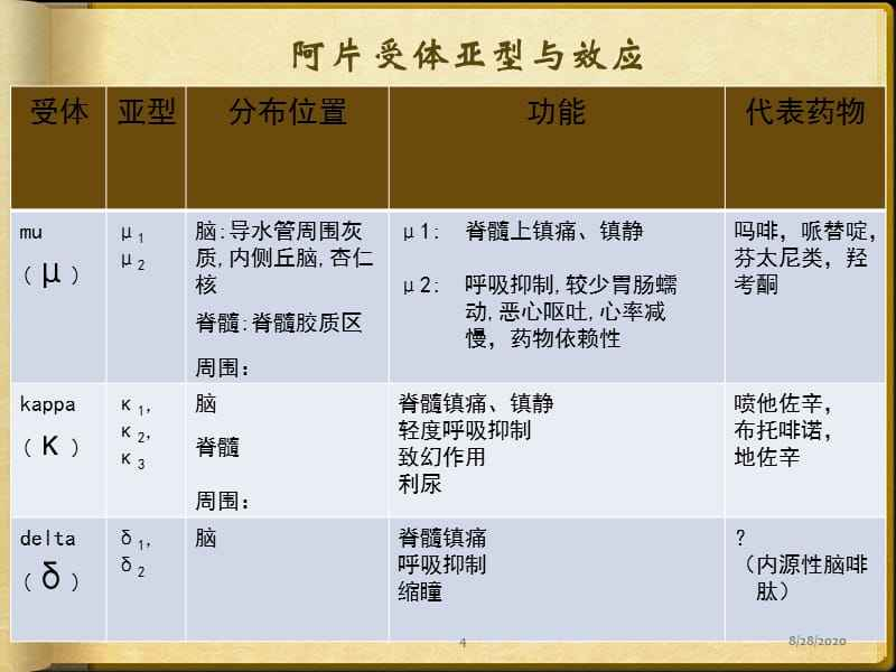 阿片受体亚型与效应
受体 亚型 分布位置 功能 代表药物
mu
（μ）
μ1
μ2
脑:导水管周围灰
质,内侧丘脑,杏仁
核
脊髓:脊髓胶质区
周围:
μ1: 脊髓上镇痛、镇静
μ2: 呼吸抑制,较少胃肠蠕
动,恶心呕吐,心率减
慢，药物依赖性
吗啡，哌替啶，
芬太尼类，羟
考酮
kappa
（κ）
κ1，
κ2，
κ3
脑
脊髓
周围:
脊髓镇痛、镇静
轻度呼吸抑制
致幻作用
利尿
喷他佐辛，
布托啡诺，
地佐辛
delta
（δ）
δ1，
δ2
脑
脊髓镇痛
呼吸抑制
缩瞳
？
（内源性脑啡
肽）
4
8/28/2020